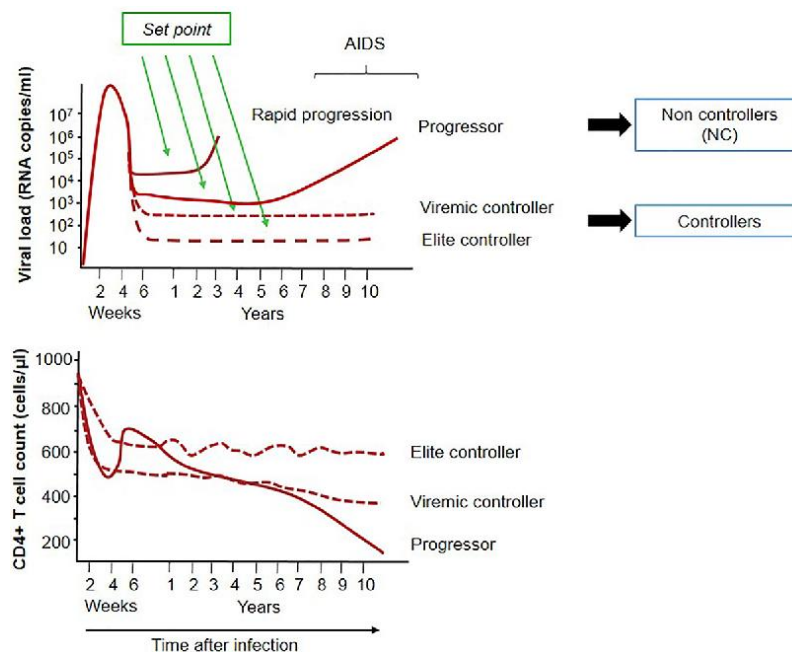 Set point
AIDS
Viral load (RNA copies/ml)
10⁷
10⁶
10⁵
10⁴
10³
10²
10
Rapid progression
Progressor
Viremic controller
Elite controller
Non controllers
(NC)
Controllers
2 4 6 1 2 3 4 5 6 7 8 9 10
Weeks Years
CD4+ T cell count (cells/µl)
1000
800
600
400
200
Elite controller
Viremic controller
Progressor
2 4 6 1 2 3 4 5 6 7 8 9 10
Weeks Years
Time after infection